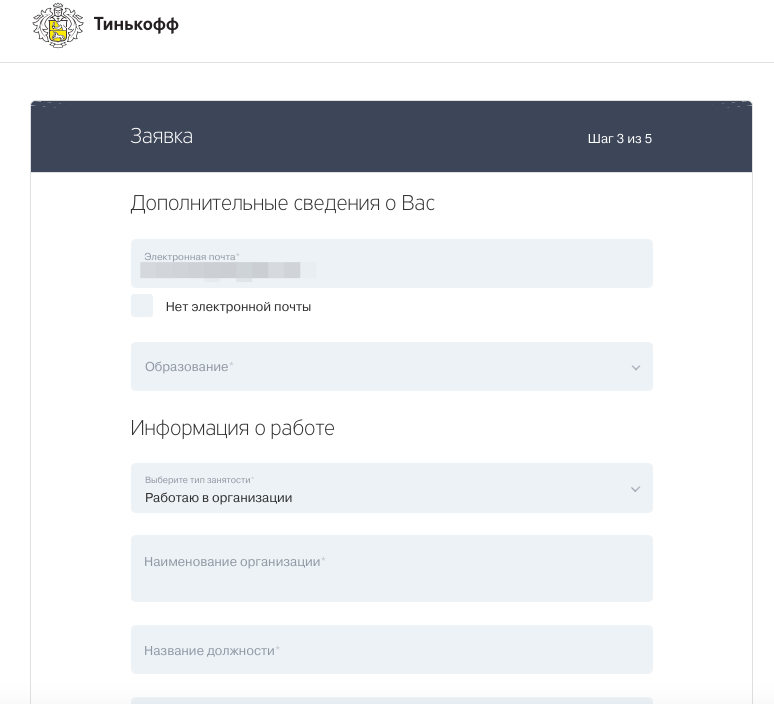 Тинькофф
Заявка
Шаг 3 из 5
Дополнительные сведения о Вас
Электронная почта*
Нет электронной почты
Образование*
Информация о работе
Выберите тип занятости*
Работаю в организации
Наименование организации*
Название должности*